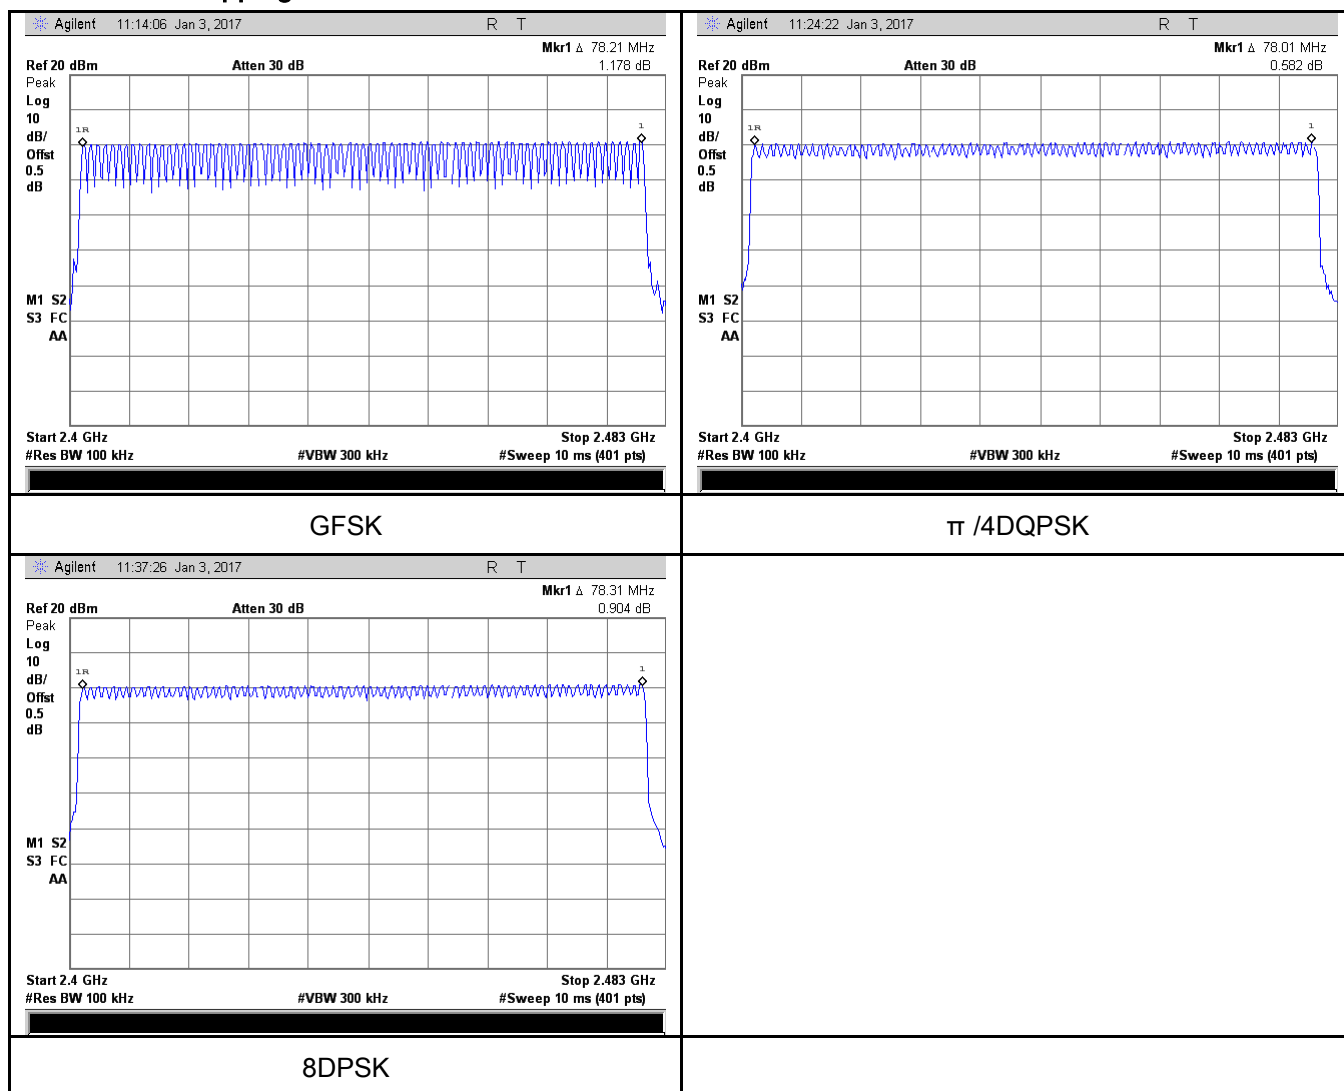 Agilent 11:14:06 Jan 3, 2017 R T
Mkr1 Δ 78.21 MHz
Ref 20 dBm Atten 30 dB 1.178 dB
Peak
Log
10
dB/
Offst
0.5
dB
1R
1
M1 S2
S3 FC
AA
Start 2.4 GHz Stop 2.483 GHz
#Res BW 100 kHz #VBW 300 kHz #Sweep 10 ms (401 pts)
GFSK
Agilent 11:24:22 Jan 3, 2017 R T
Mkr1 Δ 78.01 MHz
Ref 20 dBm Atten 30 dB 0.582 dB
Peak
Log
10
dB/
Offst
0.5
dB
1R
1
M1 S2
S3 FC
AA
Start 2.4 GHz Stop 2.483 GHz
#Res BW 100 kHz #VBW 300 kHz #Sweep 10 ms (401 pts)
π /4DQPSK
Agilent 11:37:26 Jan 3, 2017 R T
Mkr1 Δ 78.31 MHz
Ref 20 dBm Atten 30 dB 0.904 dB
Peak
Log
10
dB/
Offst
0.5
dB
1R
1
M1 S2
S3 FC
AA
Start 2.4 GHz Stop 2.483 GHz
#Res BW 100 kHz #VBW 300 kHz #Sweep 10 ms (401 pts)
8DPSK